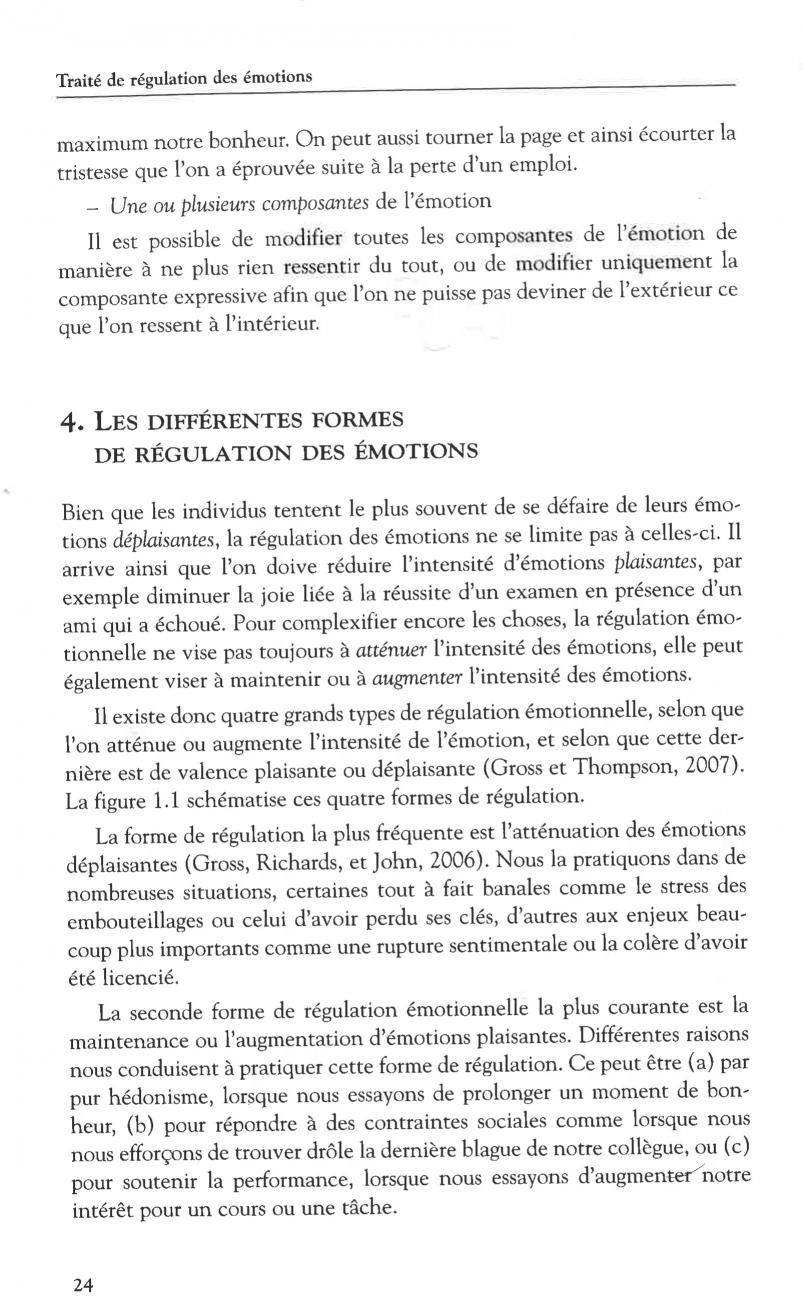 Traité de régulation des émotions
maximum notre bonheur. On peut aussi tourner la page et ainsi écourter la
tristesse que l'on a éprouvée suite à la perte d'un emploi.
– Une ou plusieurs composantes de l'émotion
Il est possible de modifier toutes les composantes de l'émotion de
manière à ne plus rien ressentir du tout, ou de modifier uniquement la
composante expressive afin que l'on ne puisse pas deviner de l'extérieur ce
que l'on ressent à l'intérieur.
4. LES DIFFÉRENTES FORMES
DE RÉGULATION DES ÉMOTIONS
Bien que les individus tentent le plus souvent de se défaire de leurs émo-
tions déplaisantes, la régulation des émotions ne se limite pas à celles-ci. Il
arrive ainsi que l'on doive réduire l'intensité d'émotions plaisantes, par
exemple diminuer la joie liée à la réussite d'un examen en présence d'un
ami qui a échoué. Pour complexifier encore les choses, la régulation émo-
tionnelle ne vise pas toujours à atténuer l'intensité des émotions, elle peut
également viser à maintenir ou à augmenter l'intensité des émotions.
Il existe donc quatre grands types de régulation émotionnelle, selon que
l'on atténue ou augmente l'intensité de l'émotion, et selon que cette der-
nière est de valence plaisante ou déplaisante (Gross et Thompson, 2007).
La figure 1.1 schématise ces quatre formes de régulation.
La forme de régulation la plus fréquente est l'atténuation des émotions
déplaisantes (Gross, Richards, et John, 2006). Nous la pratiquons dans de
nombreuses situations, certaines tout à fait banales comme le stress des
embouteillages ou celui d'avoir perdu ses clés, d'autres aux enjeux beau-
coup plus importants comme une rupture sentimentale ou la colère d'avoir
été licencié.
La seconde forme de régulation émotionnelle la plus courante est la
maintenance ou l'augmentation d'émotions plaisantes. Différentes raisons
nous conduisent à pratiquer cette forme de régulation. Ce peut être (a) par
pur hédonisme, lorsque nous essayons de prolonger un moment de bon-
heur, (b) pour répondre à des contraintes sociales comme lorsque nous
nous efforçons de trouver drôle la dernière blague de notre collègue, ou (c)
pour soutenir la performance, lorsque nous essayons d'augmenter notre
intérêt pour un cours ou une tâche.
24